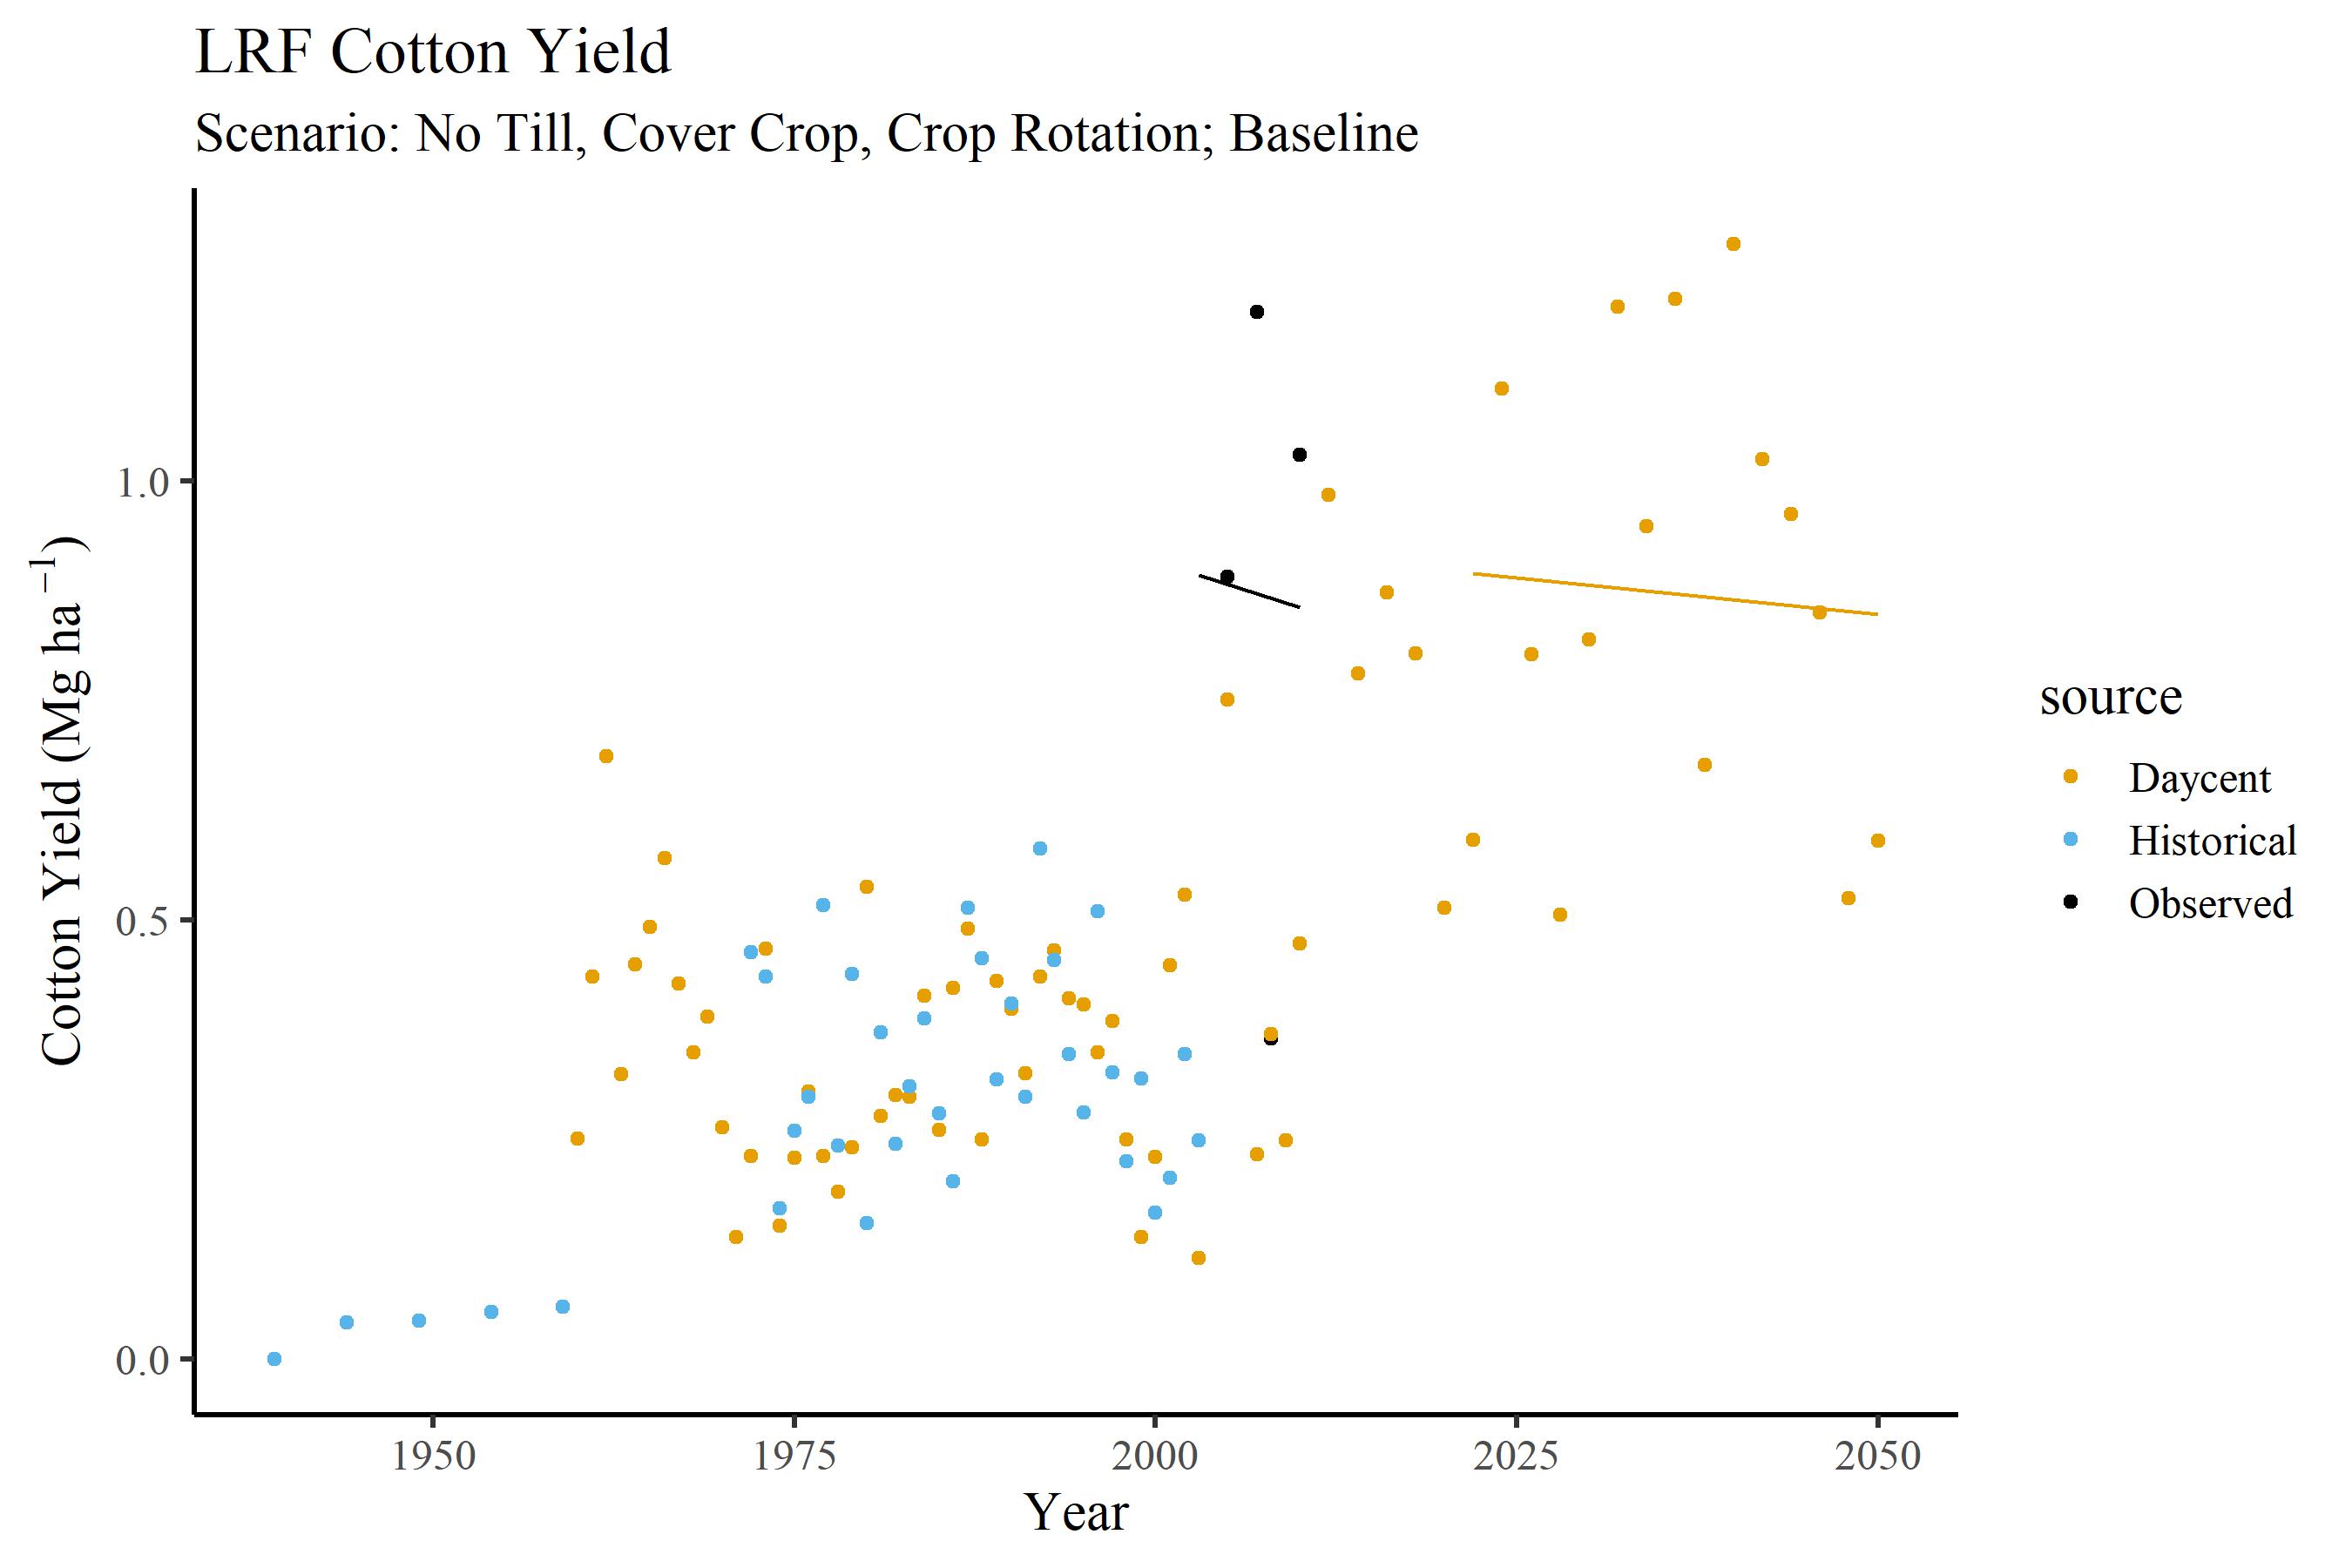 LRF Cotton Yield
Scenario: No Till, Cover Crop, Crop Rotation; Baseline
Cotton Yield (Mg ha⁻¹)
1.0
0.5
0.0
1950 1975 2000 2025 2050
Year
source
Daycent
Historical
Observed